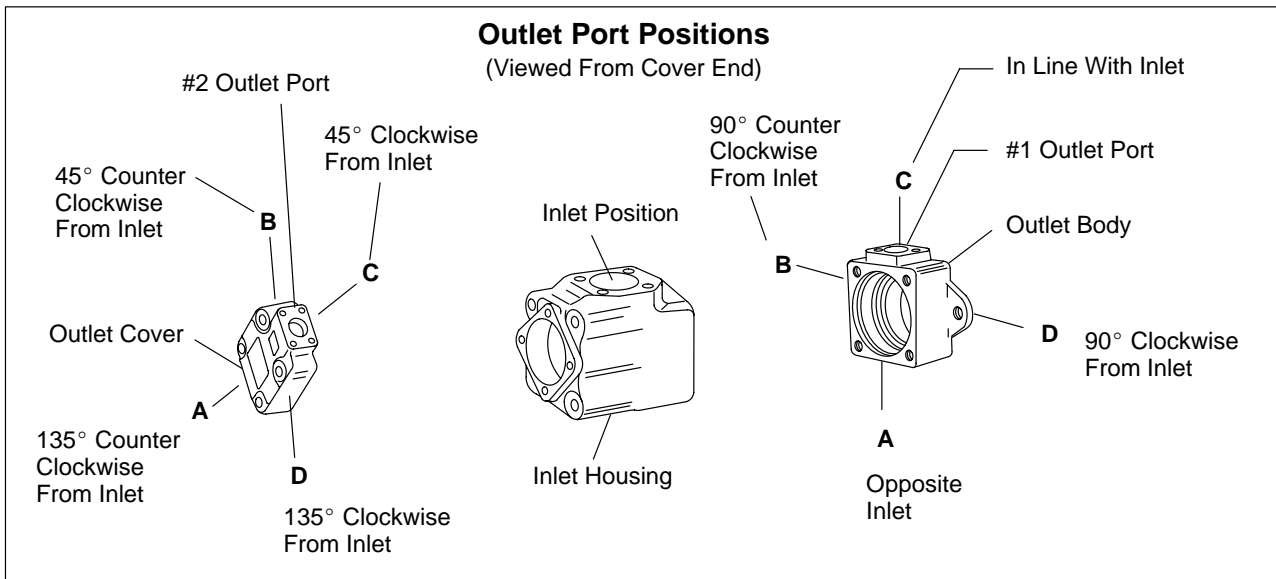 Outlet Port Positions
(Viewed From Cover End)
#2 Outlet Port
45° Clockwise
From Inlet
45° Counter
Clockwise
From Inlet
B
C
Outlet Cover
A
135° Counter
Clockwise
From Inlet
D
135° Clockwise
From Inlet
Inlet Position
Inlet Housing
In Line With Inlet
90° Counter
Clockwise
From Inlet
#1 Outlet Port
C
Outlet Body
B
D
90° Clockwise
From Inlet
A
Opposite
Inlet